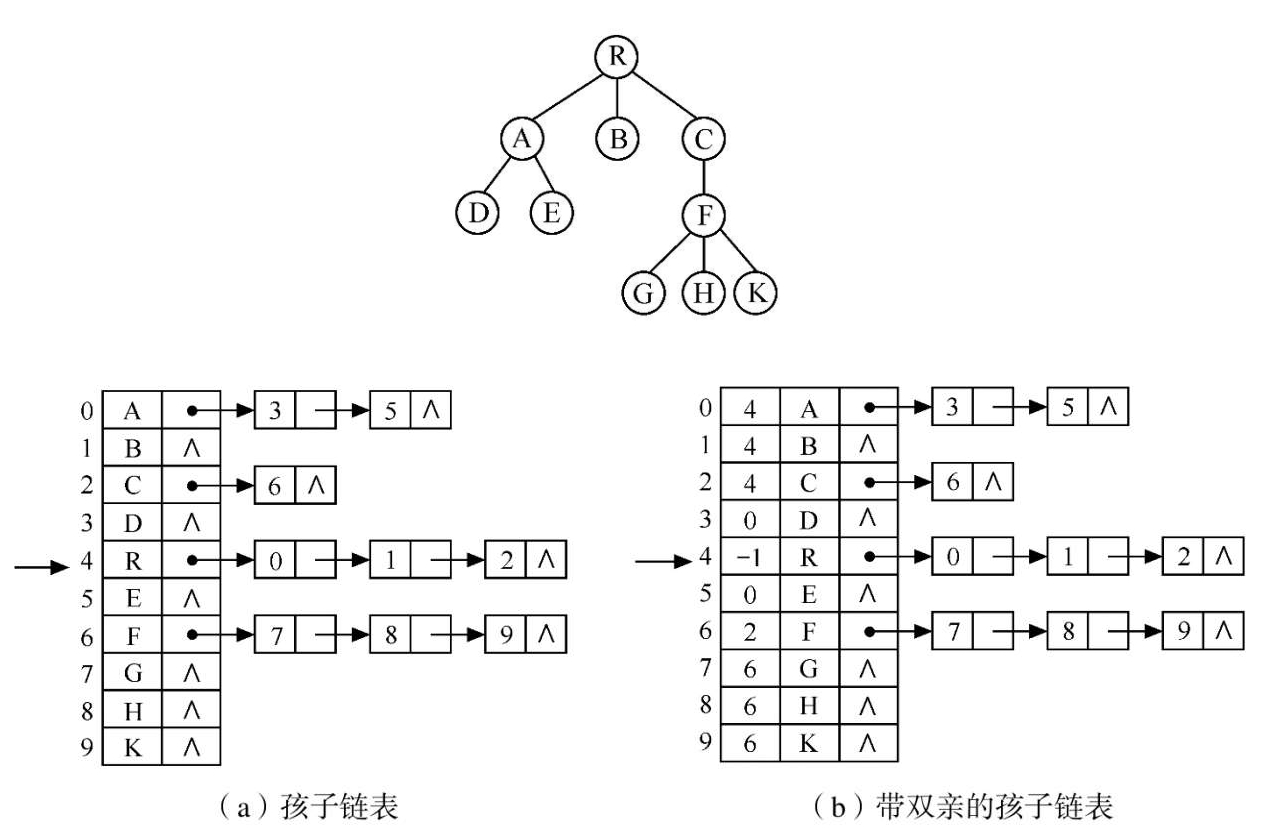 R
A B C
D E F
G H K
0 A 3 5 ∧
1 B ∧
2 C 6 ∧
3 D ∧
4 R 0 1 2 ∧
5 E ∧
6 F 7 8 9 ∧
7 G ∧
8 H ∧
9 K ∧
（a）孩子链表
0 4 A 3 5 ∧
1 4 B ∧
2 4 C 6 ∧
3 0 D ∧
4 -1 R 0 1 2 ∧
5 0 E ∧
6 2 F 7 8 9 ∧
7 6 G ∧
8 6 H ∧
9 6 K ∧
（b）带双亲的孩子链表